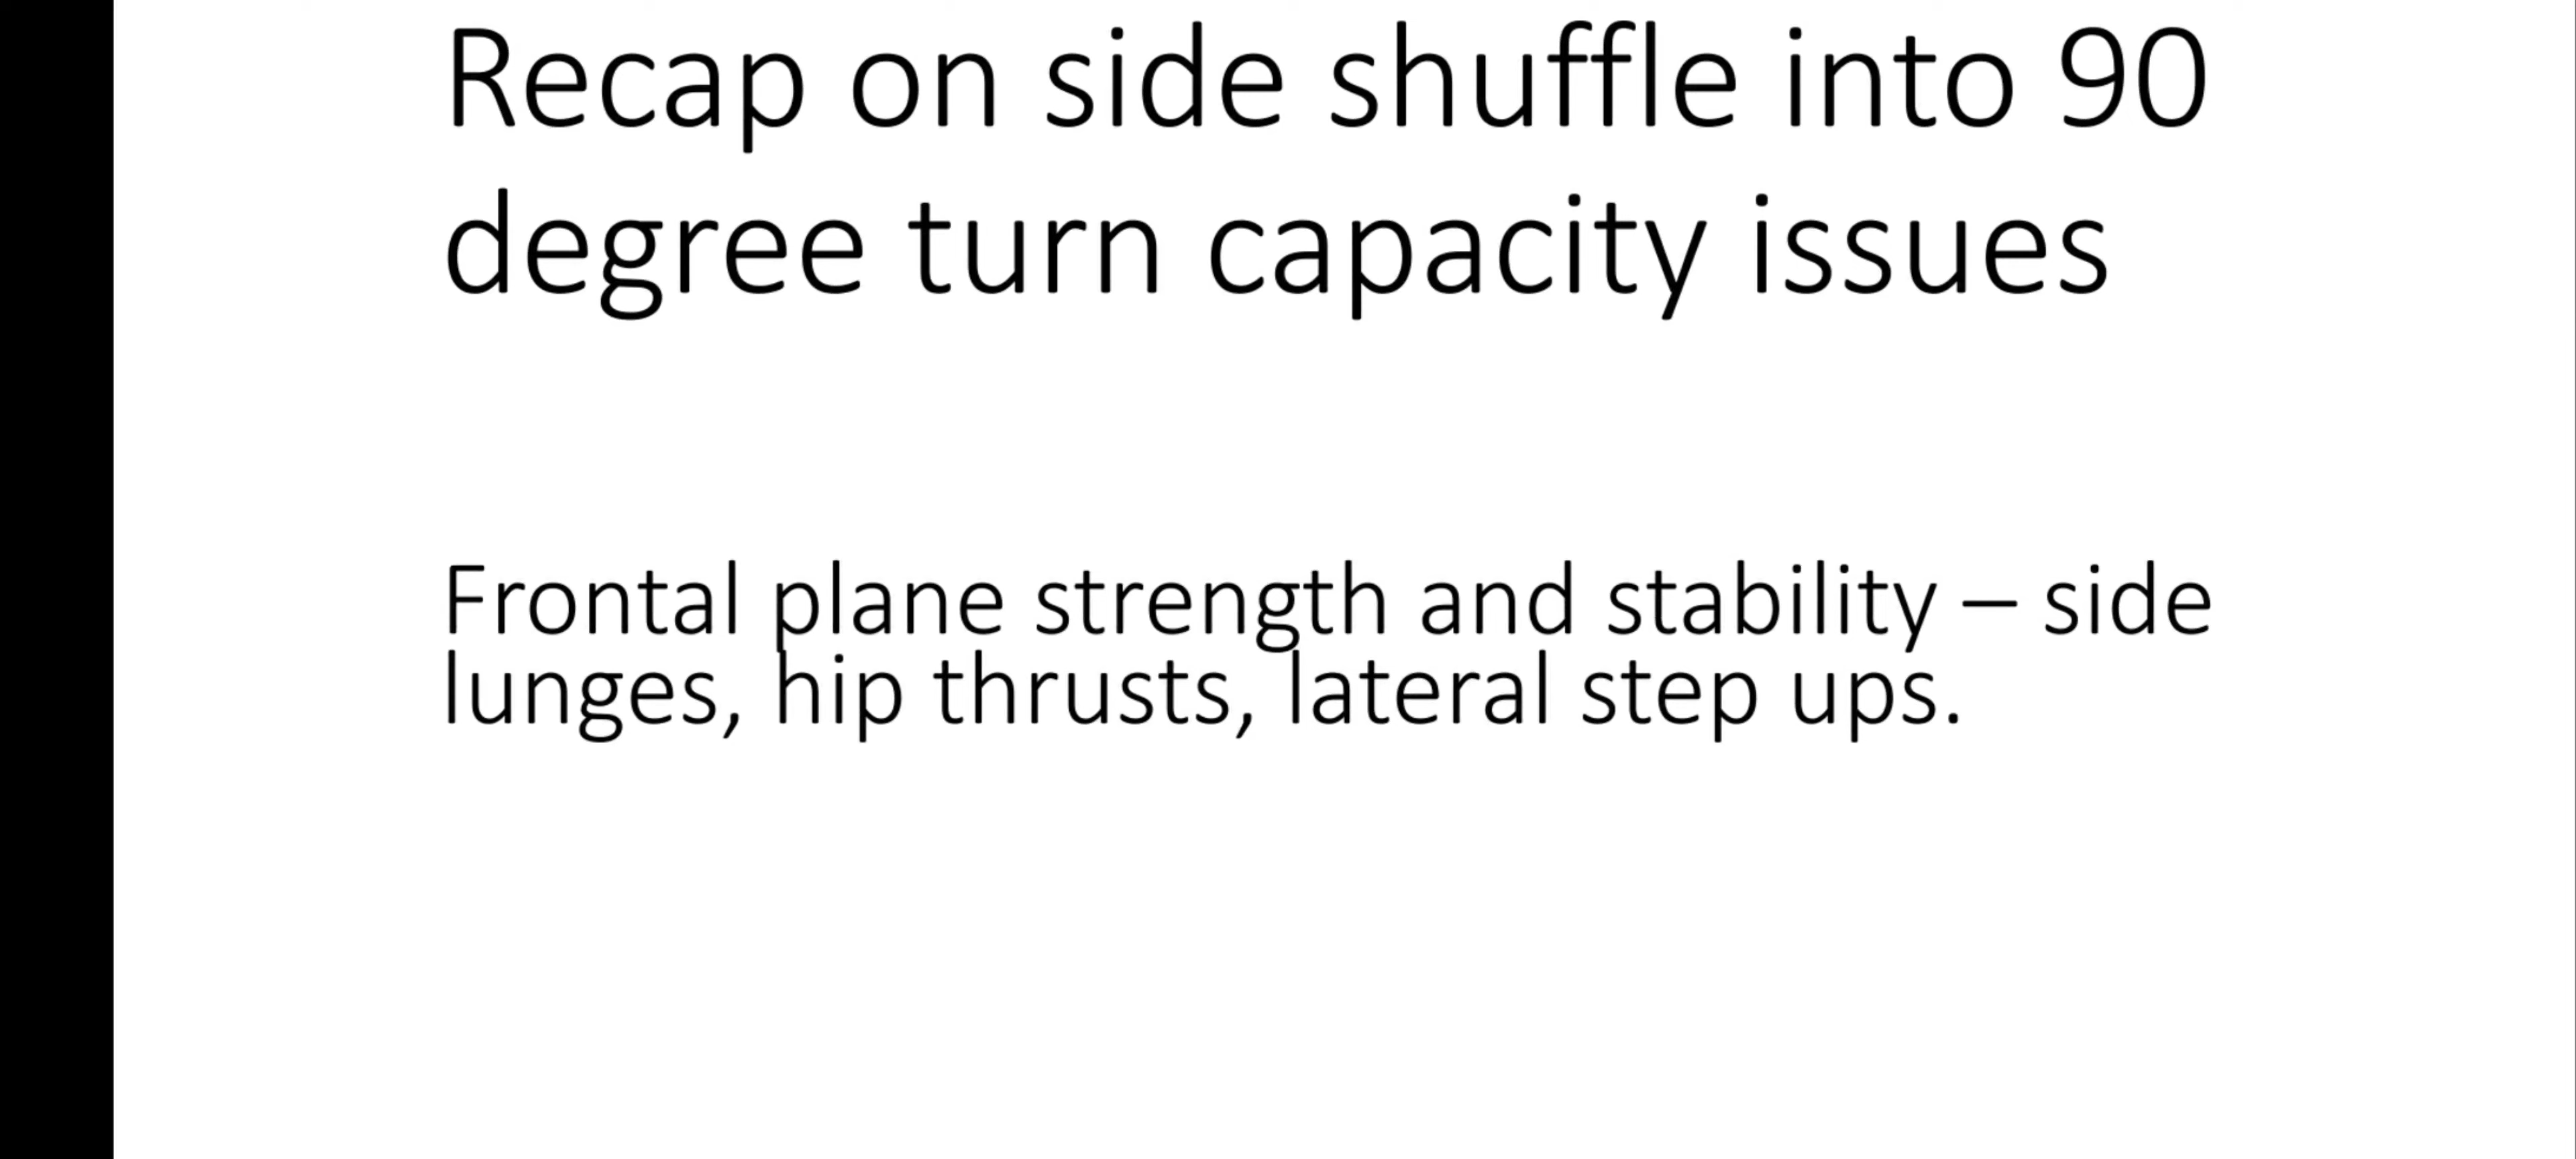 Recap on side shuffle into 90
degree turn capacity issues
Frontal plane strength and stability – side
lunges, hip thrusts, lateral step ups.